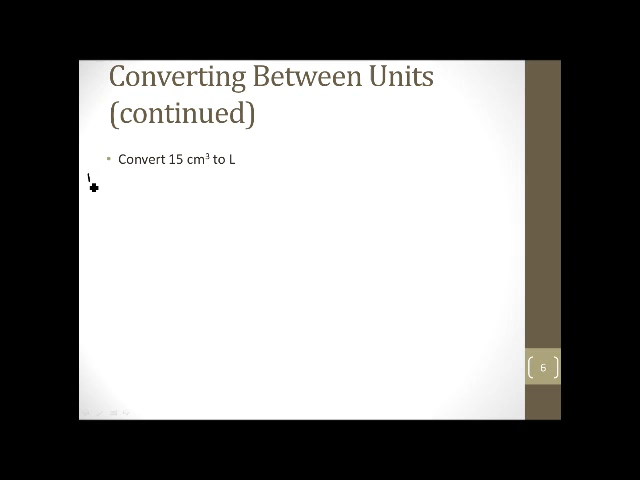 Converting Between Units
(continued)
• Convert 15 cm³ to L
6